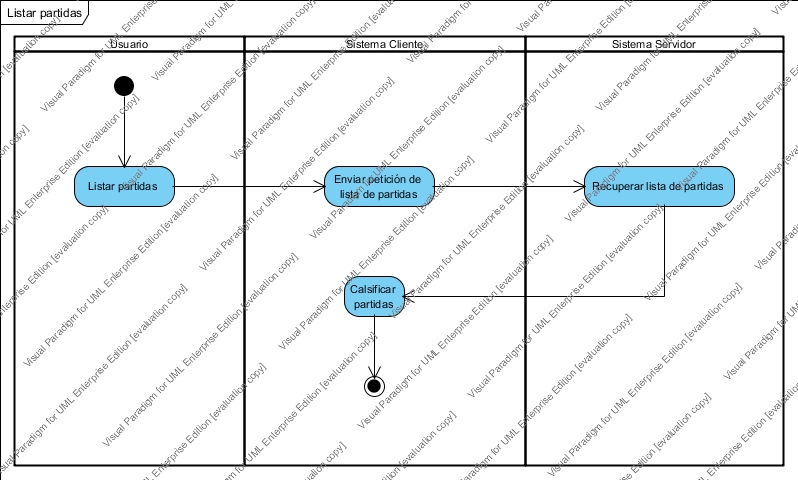 Listar partidas
Usuario
Sistema Cliente
Sistema Servidor
Listar partidas
Enviar petición de
lista de partidas
Recuperar lista de partidas
Calsificar
partidas
Visual Paradigm for UML Enterprise Edition [evaluation copy]